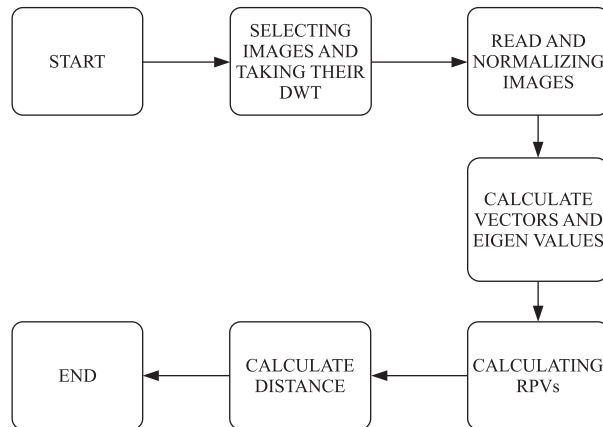 START
SELECTING
IMAGES AND
TAKING THEIR
DWT
READ AND
NORMALIZING
IMAGES
CALCULATE
VECTORS AND
EIGEN VALUES
CALCULATING
RPVs
CALCULATE
DISTANCE
END